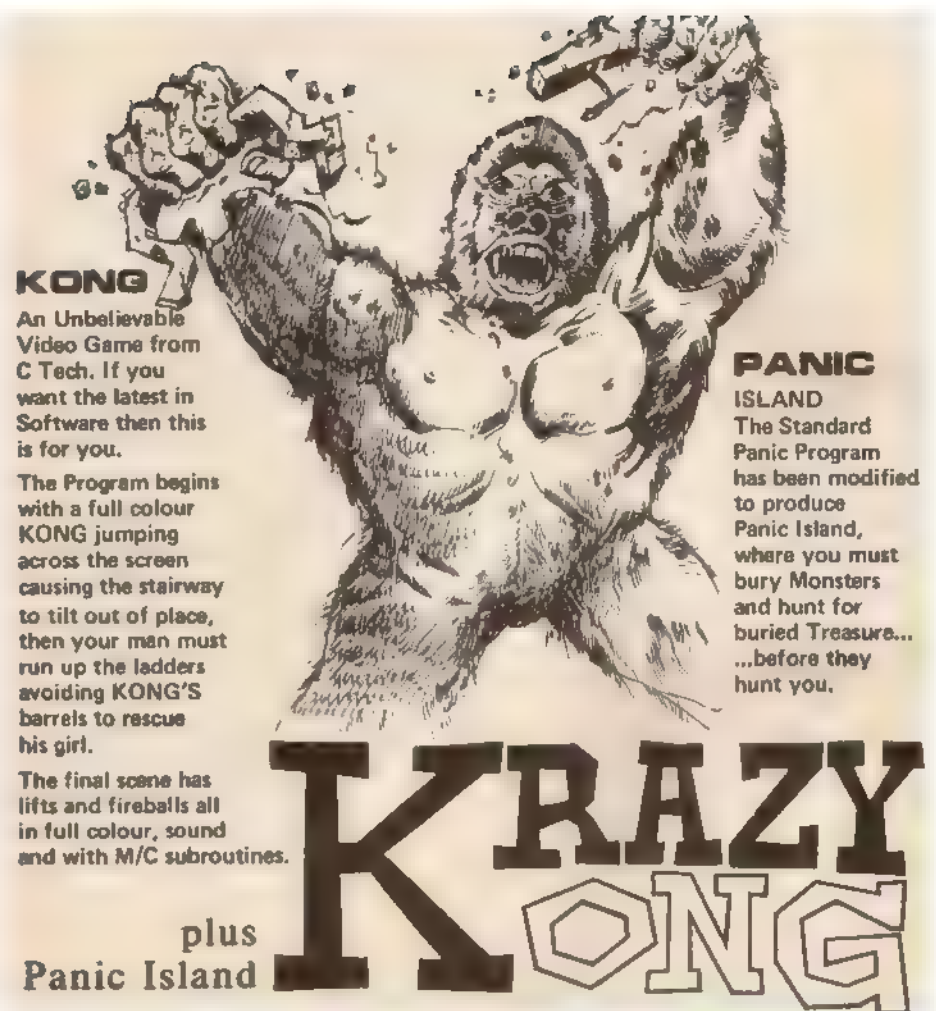 KONG
An Unbelievable
Video Game from
C Tech. If you
want the latest in
Software then this
is for you.
The Program begins
with a full colour
KONG jumping
across the screen
causing the stairway
to tilt out of place,
then your man must
run up the ladders
avoiding KONG'S
barrels to rescue
his girl.
The final scene has
lifts and fireballs all
in full colour, sound
and with M/C subroutines.
plus
Panic Island
PANIC
ISLAND
The Standard
Panic Program
has been modified
to produce
Panic Island,
where you must
bury Monsters
and hunt for
buried Treasure...
...before they
hunt you.
KRAZY
KONG